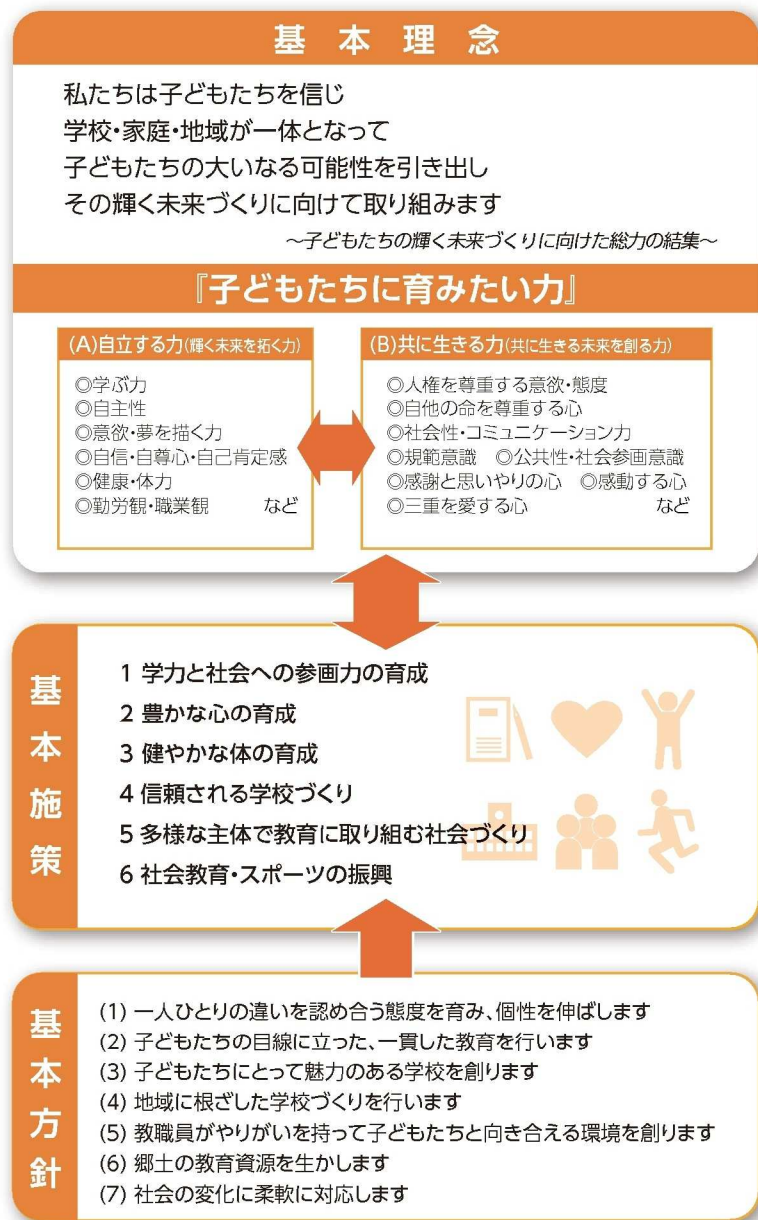 基本理念
私たちは子どもたちを信じ
学校・家庭・地域が一体となって
子どもたちの大いなる可能性を引き出し
その輝く未来づくりに向けて取り組みます
～子どもたちの輝く未来づくりに向けた総力の結集～
『子どもたちに育みたい力』
(A)自立する力(輝く未来を拓く力)
◎学ぶ力
◎自主性
◎意欲・夢を描く力
◎自信・自尊心・自己肯定感
◎健康・体力
◎勤労観・職業観 など
(B)共に生きる力(共に生きる未来を創る力)
◎人権を尊重する意欲・態度
◎自他の命を尊重する心
◎社会性・コミュニケーション力
◎規範意識 ◎公共性・社会参画意識
◎感謝と思いやりの心 ◎感動する心
◎三重を愛する心 など
基本施策
1 学力と社会への参画力の育成
2 豊かな心の育成
3 健やかな体の育成
4 信頼される学校づくり
5 多様な主体で教育に取り組む社会づくり
6 社会教育・スポーツの振興
基本方針
(1) 一人ひとりの違いを認め合う態度を育み、個性を伸ばします
(2) 子どもたちの目線に立った、一貫した教育を行います
(3) 子どもたちにとって魅力のある学校を創ります
(4) 地域に根ざした学校づくりを行います
(5) 教職員がやりがいを持って子どもたちと向き合える環境を創ります
(6) 郷土の教育資源を生かします
(7) 社会の変化に柔軟に対応します